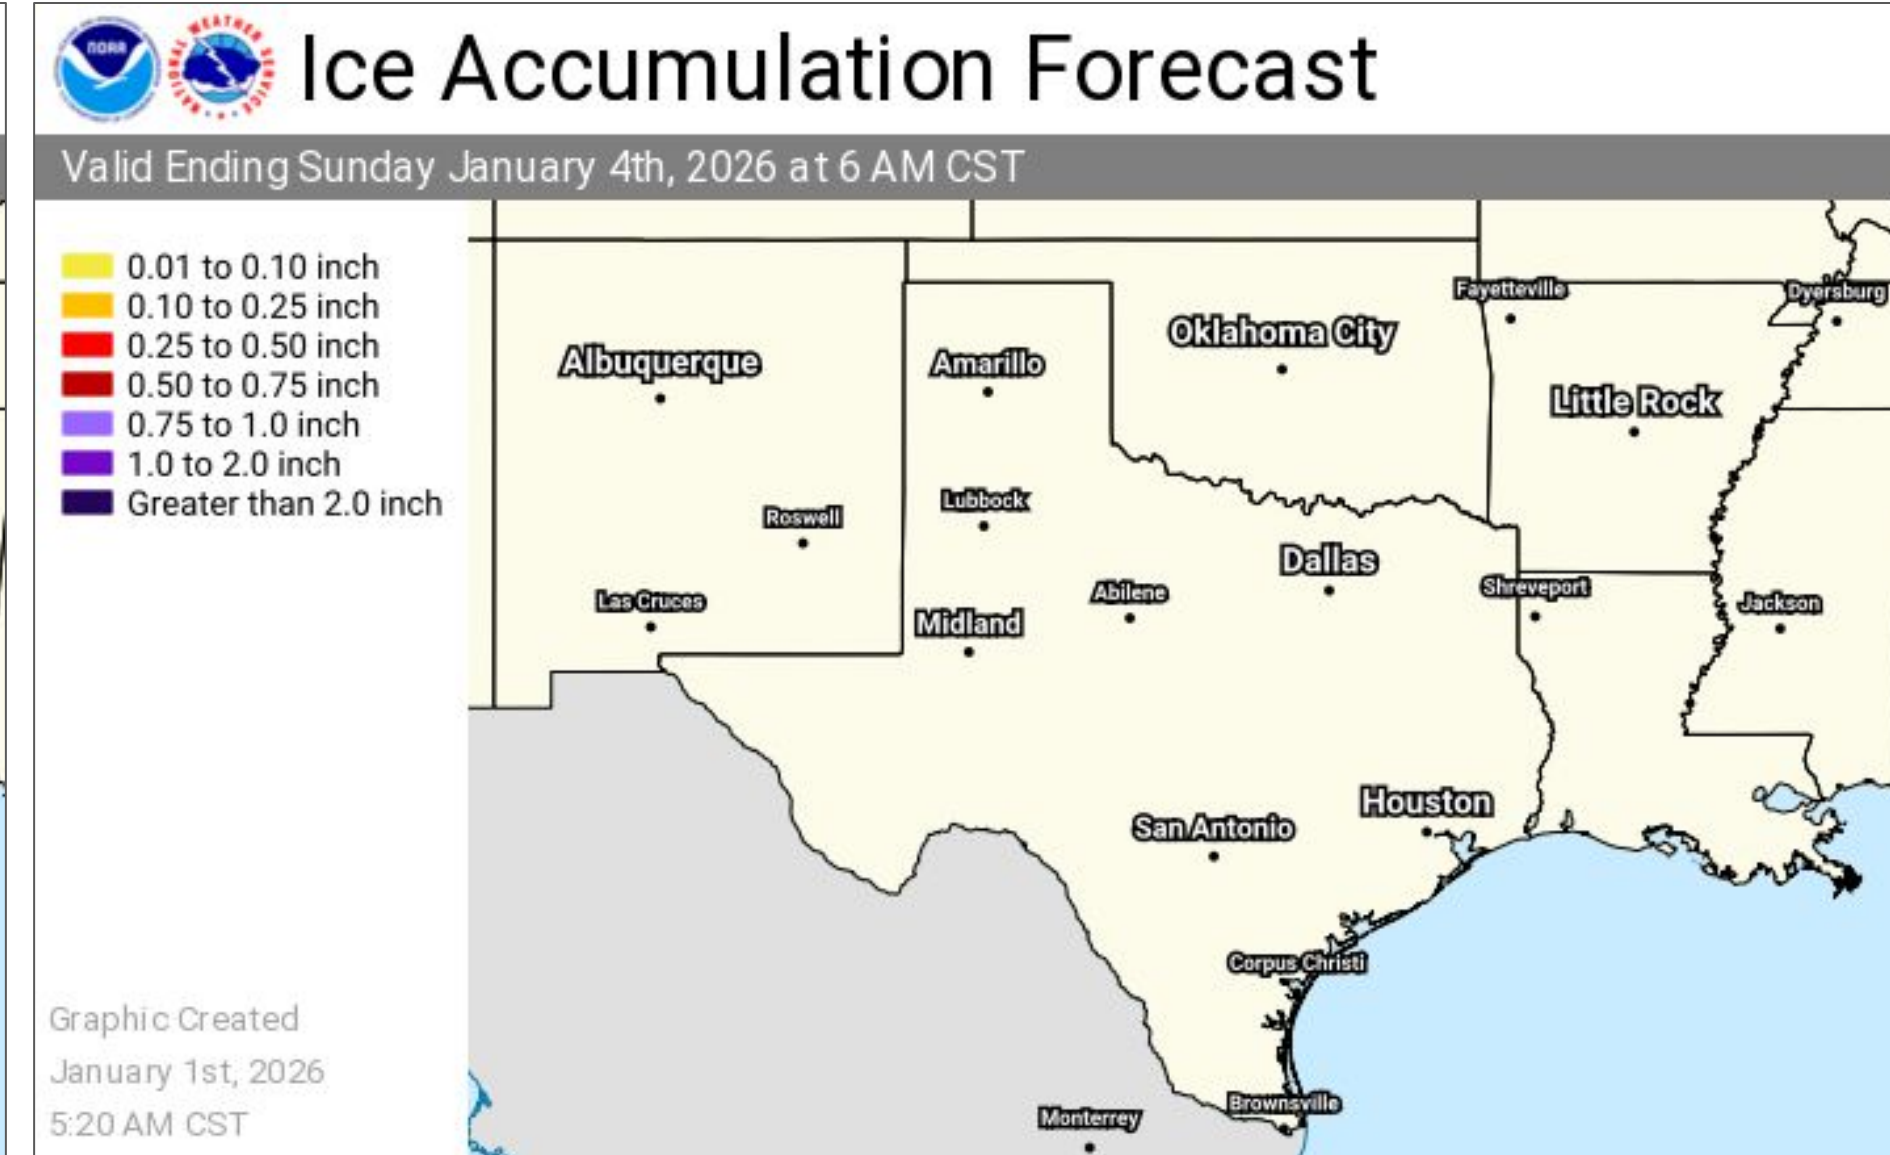 NOAA
NATIONAL WEATHER SERVICE
Ice Accumulation Forecast
Valid Ending Sunday January 4th, 2026 at 6 AM CST
0.01 to 0.10 inch
0.10 to 0.25 inch
0.25 to 0.50 inch
0.50 to 0.75 inch
0.75 to 1.0 inch
1.0 to 2.0 inch
Greater than 2.0 inch
Fayetteville
Dyersburg
Oklahoma City
Albuquerque
Amarillo
Little Rock
Lubbock
Roswell
Dallas
Shreveport
Abilene
Las Cruces
Jackson
Midland
Houston
San Antonio
Corpus Christi
Brownsville
Monterrey
Graphic Created
January 1st, 2026
5:20 AM CST